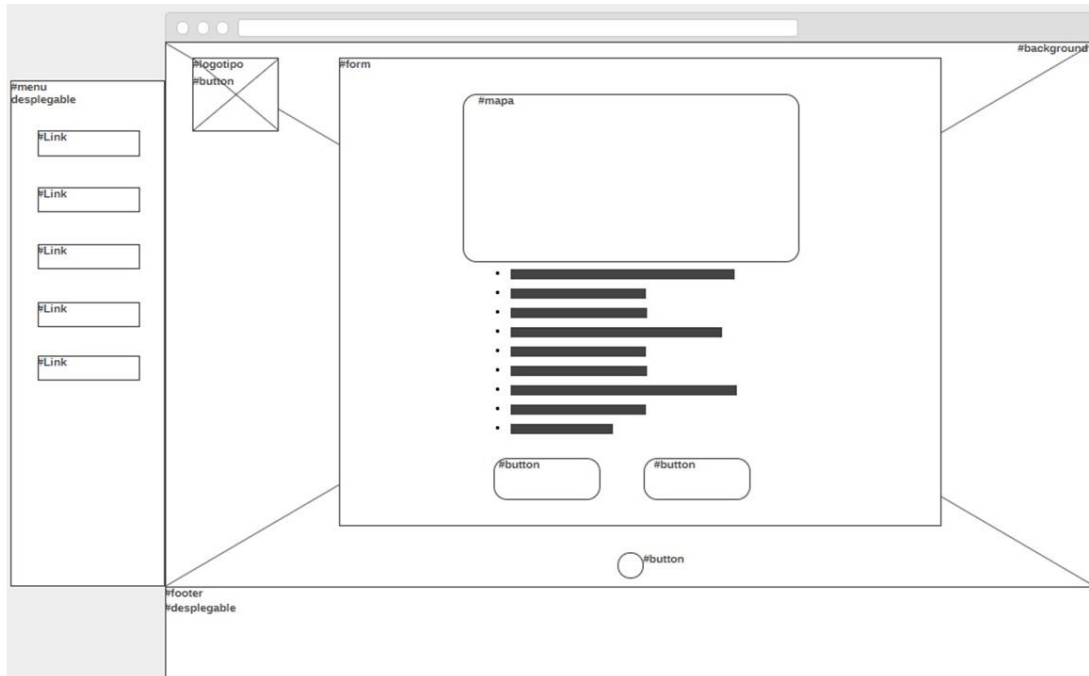 #background
#logotipo
#button
#form
#menu
desplegable
#mapa
#Link
#Link
#Link
#Link
#Link
#button
#button
#button
#footer
#desplegable